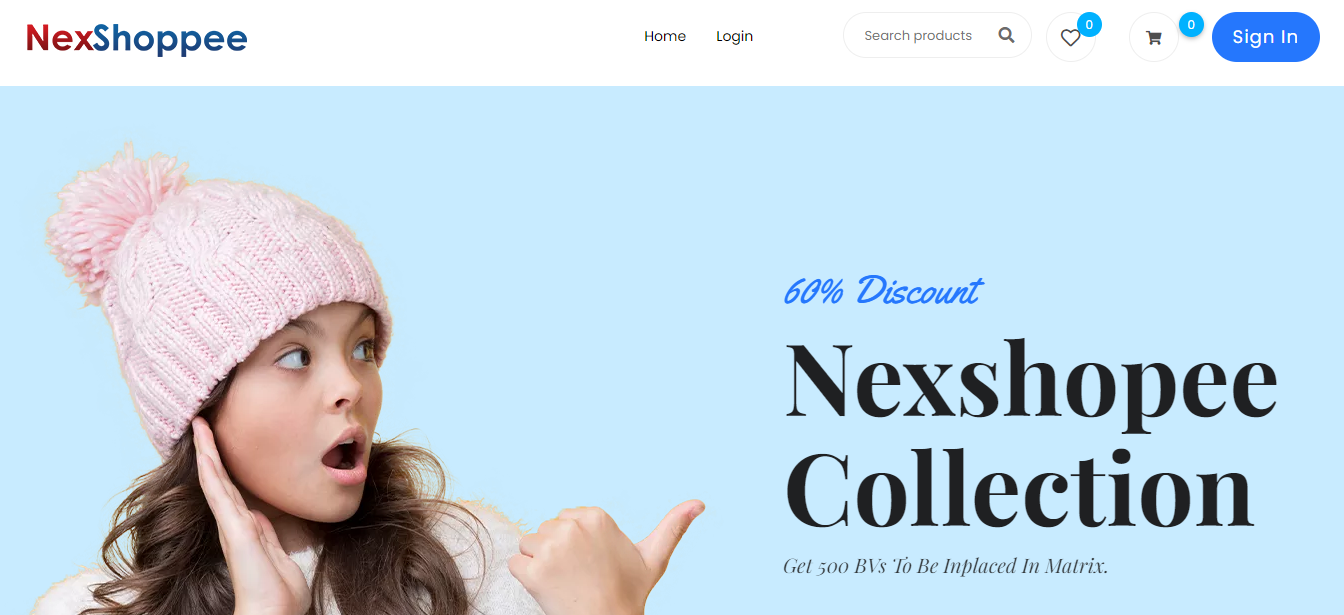 NexShoppee
Home Login Search products 0 0 Sign In
60% Discount
Nexshopee
Collection
Get 500 BVs To Be Inplaced In Matrix.